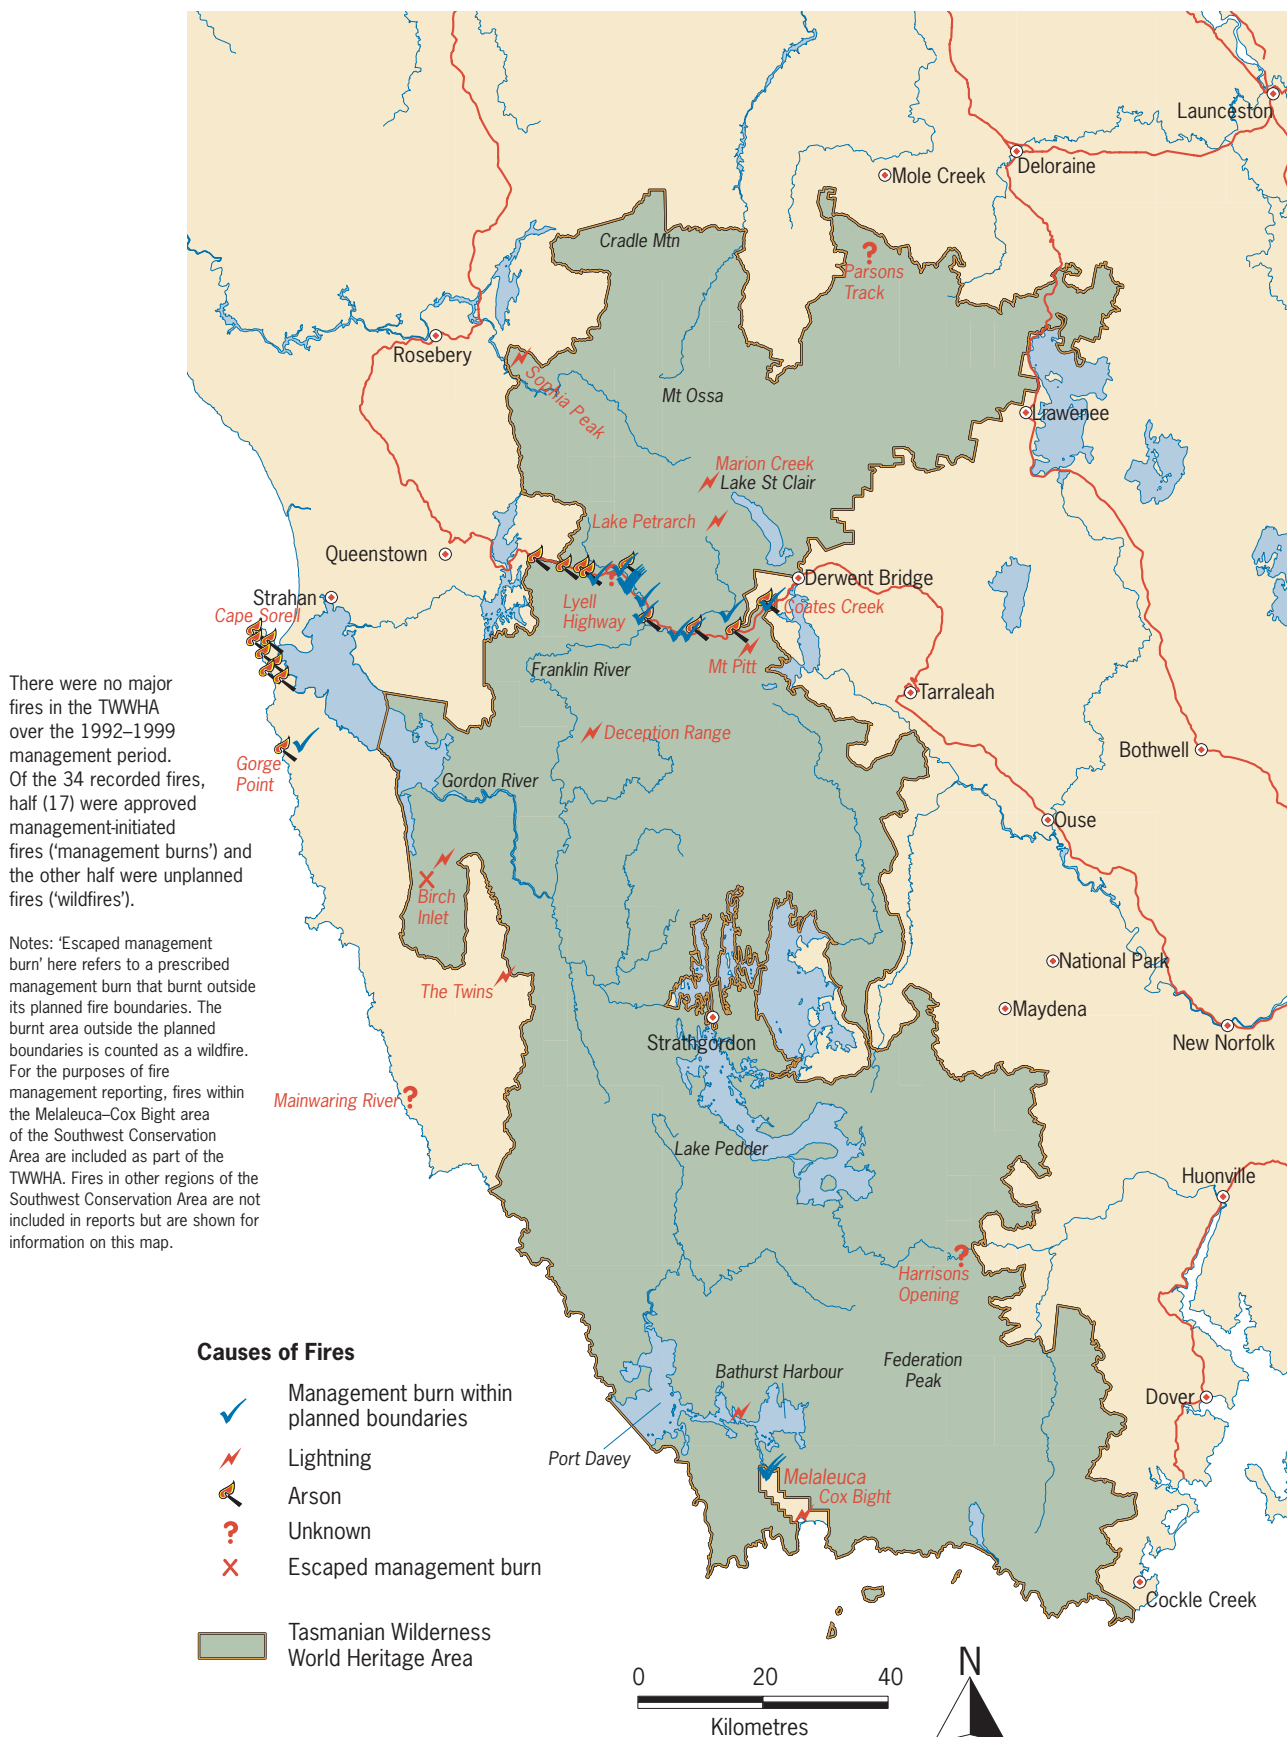 Launceston
Deloraine
Mole Creek
Cradle Mtn
?
Parsons
Track
Rosebery
Sophia Peak
Mt Ossa
Liawenee
Marion Creek
Lake St Clair
Lake Petrarch
Queenstown
Derwent Bridge
?
Strahan
Lyell
Highway
Coates Creek
Cape Sorell
Franklin River
Mt Pitt
Tarraleah
There were no major
fires in the TWWHA
over the 1992–1999
management period.
Of the 34 recorded fires,
half (17) were approved
management-initiated
fires (‘management burns’) and
the other half were unplanned
fires (‘wildfires’).
Deception Range
Bothwell
Gorge
Point
Gordon River
Ouse
Birch
Inlet
Notes: ‘Escaped management
burn’ here refers to a prescribed
management burn that burnt outside
its planned fire boundaries. The
burnt area outside the planned
boundaries is counted as a wildfire.
For the purposes of fire
management reporting, fires within
the Melaleuca–Cox Bight area
of the Southwest Conservation
Area are included as part of the
TWWHA. Fires in other regions of the
Southwest Conservation Area are not
included in reports but are shown for
information on this map.
National Park
The Twins
Maydena
Strathgordon
New Norfolk
Mainwaring River ?
Lake Pedder
Huonville
?
Harrisons
Opening
Federation
Peak
Bathurst Harbour
Dover
Port Davey
Melaleuca
Cox Bight
Cockle Creek
Causes of Fires
Management burn within
planned boundaries
Lightning
Arson
? Unknown
Escaped management burn
Tasmanian Wilderness
World Heritage Area
0 20 40
Kilometres
N